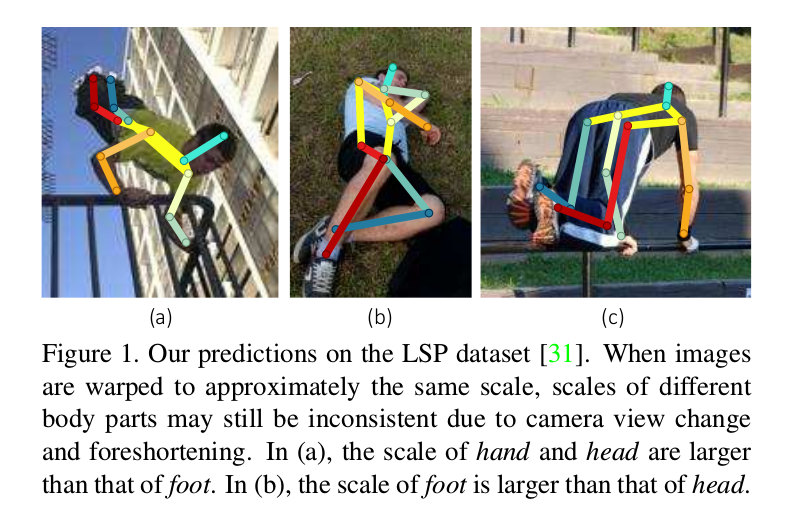 (a) (b) (c)
Figure 1. Our predictions on the LSP dataset [31]. When images
are warped to approximately the same scale, scales of different
body parts may still be inconsistent due to camera view change
and foreshortening. In (a), the scale of hand and head are larger
than that of foot. In (b), the scale of foot is larger than that of head.